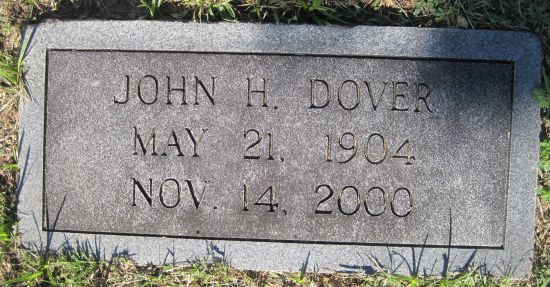 JOHN H. DOVER
MAY 21, 1904
NOV. 14, 2000